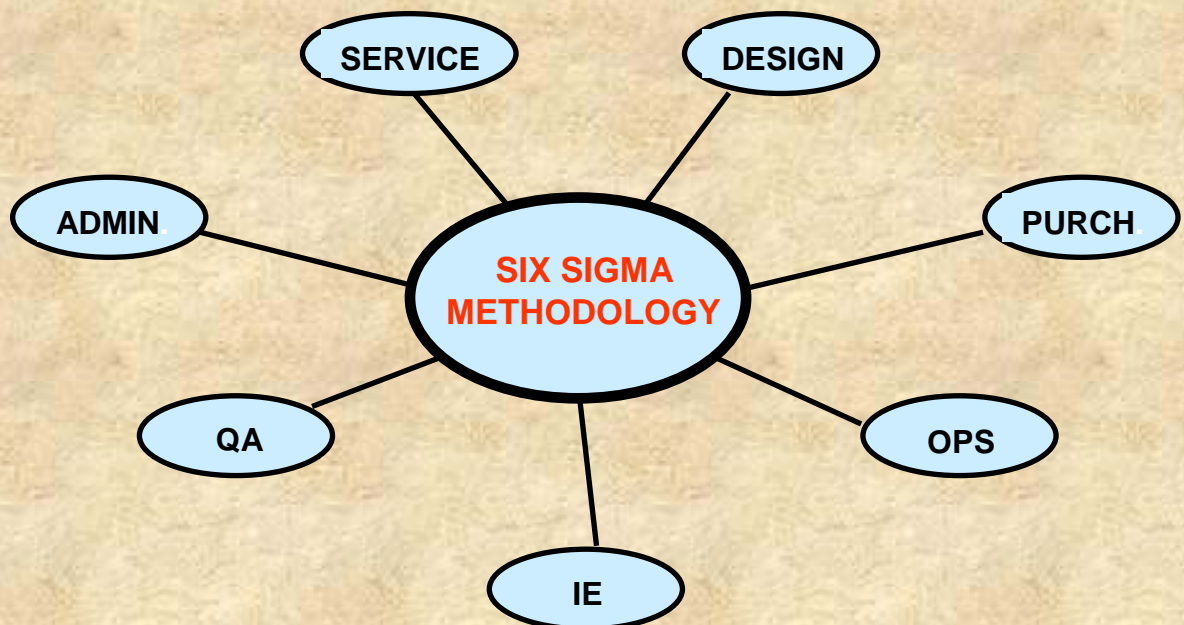 SERVICE
DESIGN
ADMIN.
PURCH.
SIX SIGMA
METHODOLOGY
QA
OPS
IE